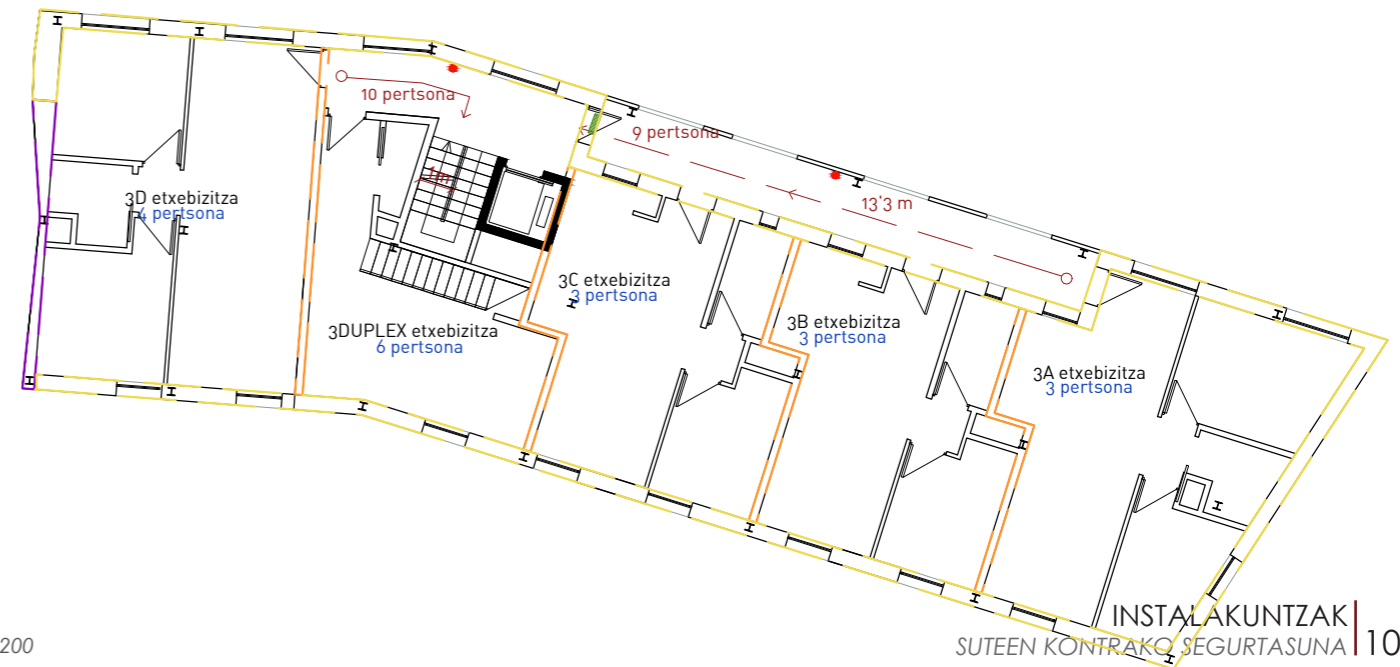 10 pertsona
9 pertsona
1m
13'3 m
3D etxebizitza
4 pertsona
3C etxebizitza
3 pertsona
3DUPLEX etxebizitza
6 pertsona
3B etxebizitza
3 pertsona
3A etxebizitza
3 pertsona
INSTALAKUNTZAK
200
SUTEEN KONTRAKO SEGURTASUNA
10